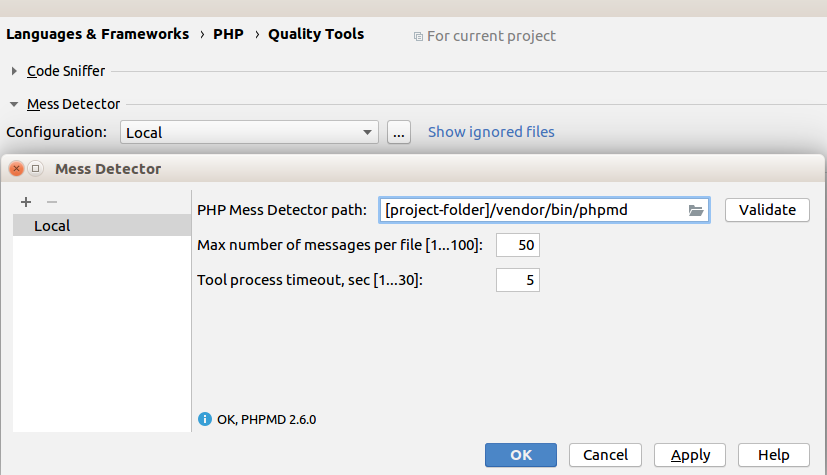 Languages & Frameworks › PHP › Quality Tools For current project
Code Sniffer
Mess Detector
Configuration: Local ... Show ignored files
Mess Detector
+ −
Local
PHP Mess Detector path: [project-folder]/vendor/bin/phpmd Validate
Max number of messages per file [1...100]: 50
Tool process timeout, sec [1...30]: 5
OK, PHPMD 2.6.0
OK Cancel Apply Help